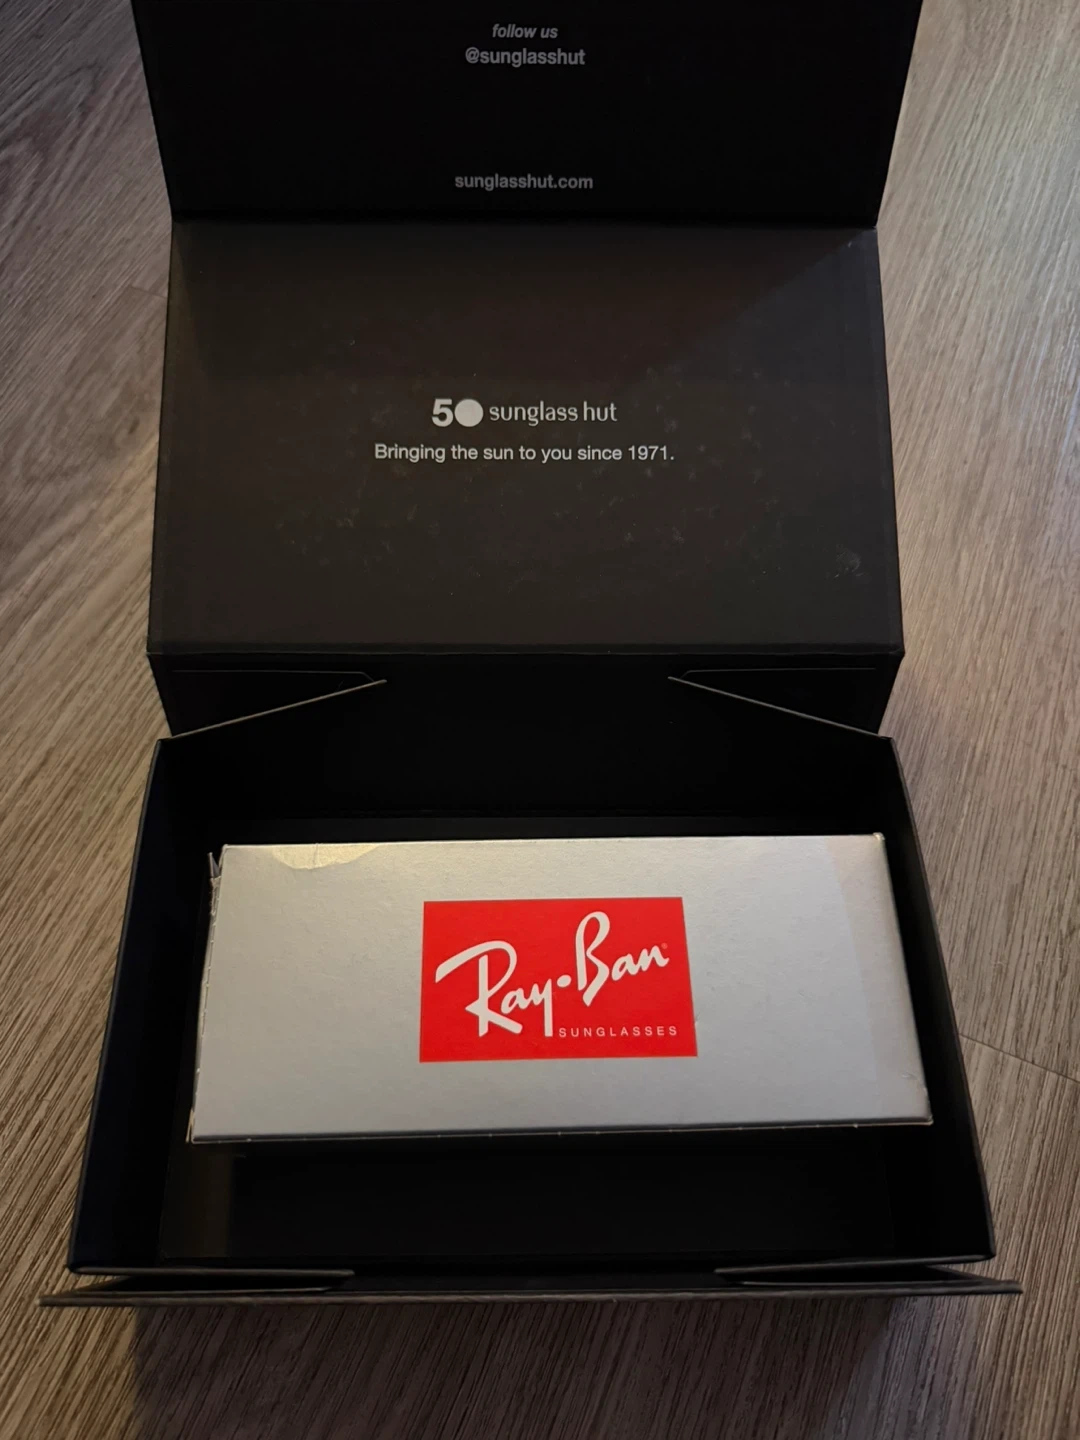 follow us
@sunglasshut
sunglasshut.com
50 sunglass hut
Bringing the sun to you since 1971.
Ray-Ban
SUNGLASSES